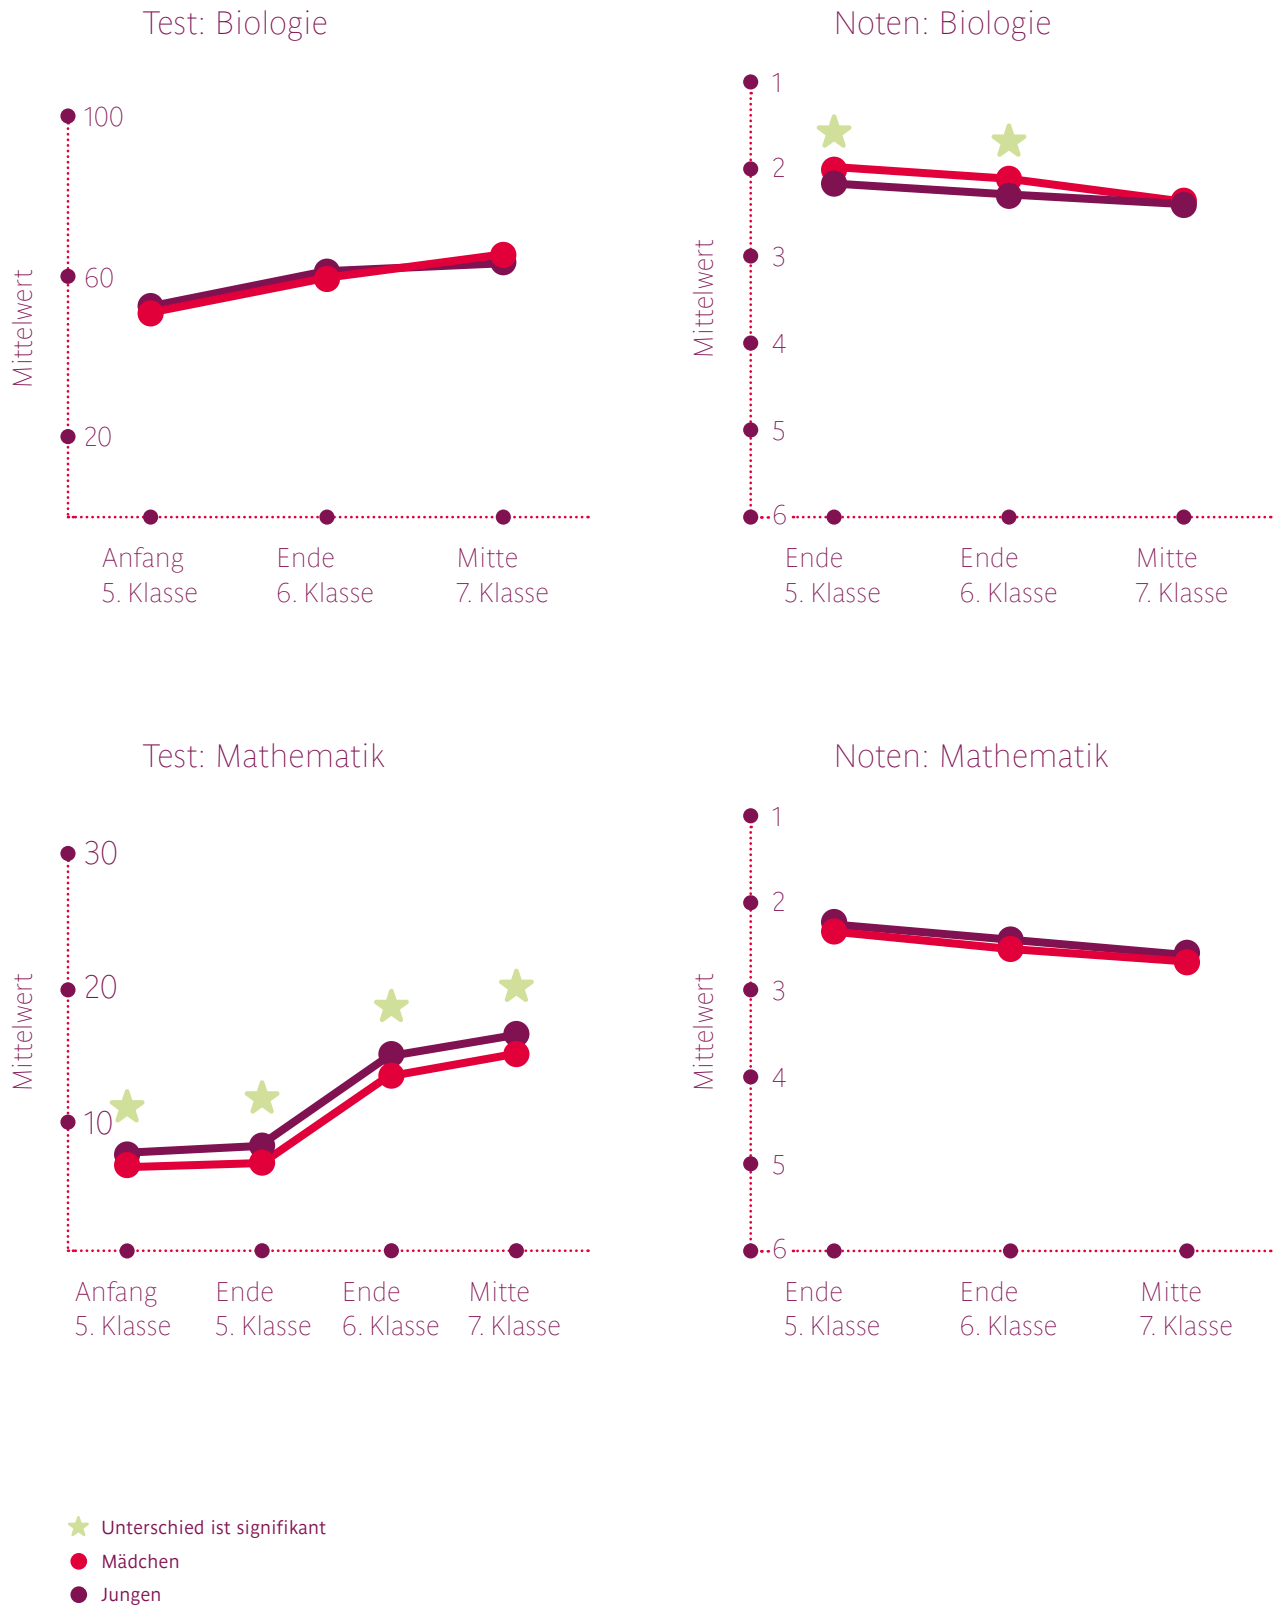 Test: Biologie
100
60
20
Mittelwert
Anfang
5. Klasse
Ende
6. Klasse
Mitte
7. Klasse
Noten: Biologie
1
2
3
4
5
6
Mittelwert
Ende
5. Klasse
Ende
6. Klasse
Mitte
7. Klasse
Test: Mathematik
30
20
10
Mittelwert
Anfang
5. Klasse
Ende
5. Klasse
Ende
6. Klasse
Mitte
7. Klasse
Noten: Mathematik
1
2
3
4
5
6
Mittelwert
Ende
5. Klasse
Ende
6. Klasse
Mitte
7. Klasse
Unterschied ist signifikant
Mädchen
Jungen